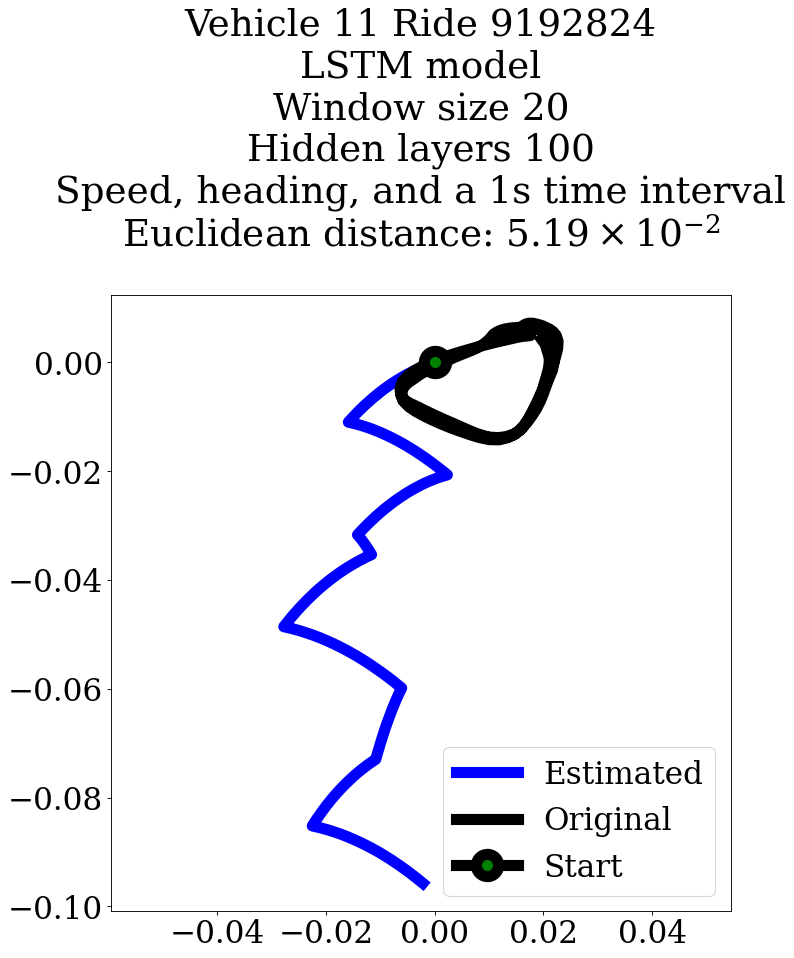 Vehicle 11 Ride 9192824
LSTM model
Window size 20
Hidden layers 100
Speed, heading, and a 1s time interval
Euclidean distance: 5.19 × 10⁻²
0.00
−0.02
−0.04
−0.06
−0.08
−0.10
Estimated
Original
Start
−0.04 −0.02 0.00 0.02 0.04